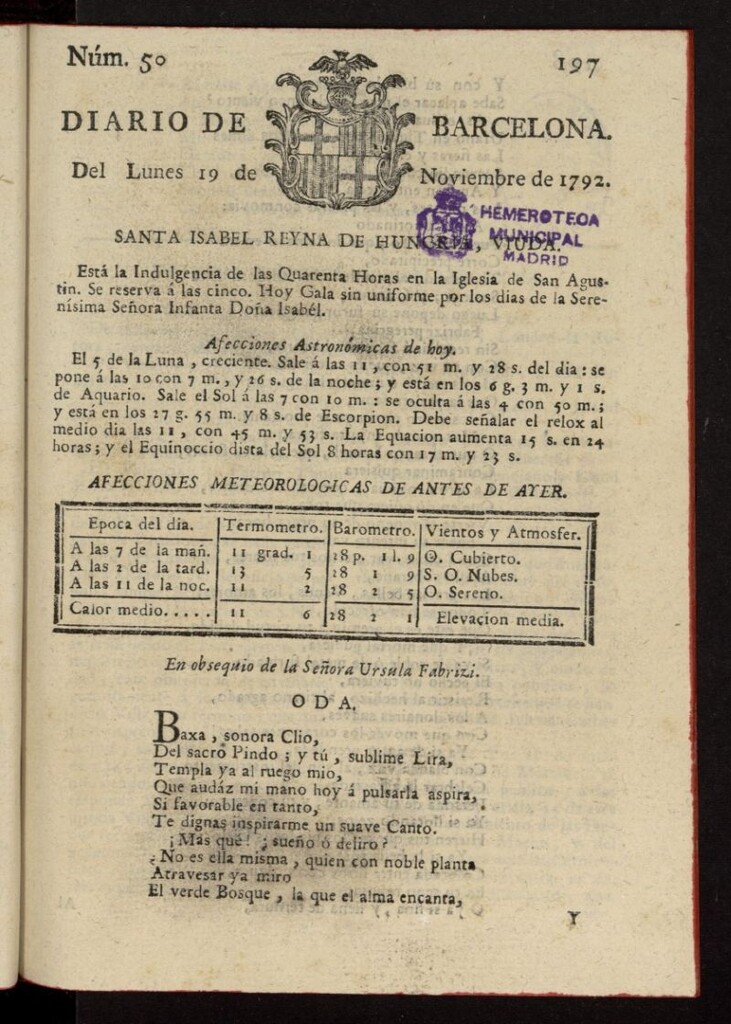 Núm. 50
197
DIARIO DE BARCELONA.
Del Lunes 19 de Noviembre de 1792.
HEMEROTECA
MUNICIPAL
MADRID
SANTA ISABEL REYNA DE HUNGRIA, VIUDA.
Está la Indulgencia de las Quarenta Horas en la Iglesia de San Agus-
tin. Se reserva á las cinco. Hoy Gala sin uniforme por los dias de la Sere-
nísima Señora Infanta Doña Isabél.
Afecciones Astronómicas de hoy.
El 5 de la Luna, creciente. Sale á las 11, con 51 m. y 28 s. del dia: se
pone á las 10 con 7 m., y 26 s. de la noche; y está en los 6 g. 3 m. y 1 s.
de Aquario. Sale el Sol á las 7 con 10 m.: se oculta á las 4 con 50 m.;
y está en los 27 g. 55 m. y 8 s. de Escorpion. Debe señalar el relox al
medio dia las 11, con 45 m. y 53 s. La Equacion aumenta 15 s. en 24
horas; y el Equinoccio dista del Sol 8 horas con 17 m. y 23 s.
AFECCIONES METEOROLOGICAS DE ANTES DE AYER.
Epoca del dia. Termometro. Barometro. Vientos y Atmosfer.
A las 7 de la mañ. 11 grad. 1 28 p. 1 l. 9 O. Cubierto.
A las 2 de la tard. 13 5 28 1 9 S. O. Nubes.
A las 11 de la noc. 11 2 28 2 5 O. Sereno.
Calor medio..... 11 6 28 2 1 Elevacion media.
En obsequio de la Señora Ursula Fabrizi.
ODA.
Baxa, sonora Clio,
Del sacro Pindo; y tú, sublime Lira,
Templa ya al ruego mio,
Que audáz mi mano hoy á pulsarla aspira,
Si favorable en tanto,
Te dignas inspirarme un suave Canto.
¡Mas qué! ¿sueño ó deliro?
¿No es ella misma, quien con noble planta
Atravesar ya miro
El verde Bosque, la que el alma encanta,
Y